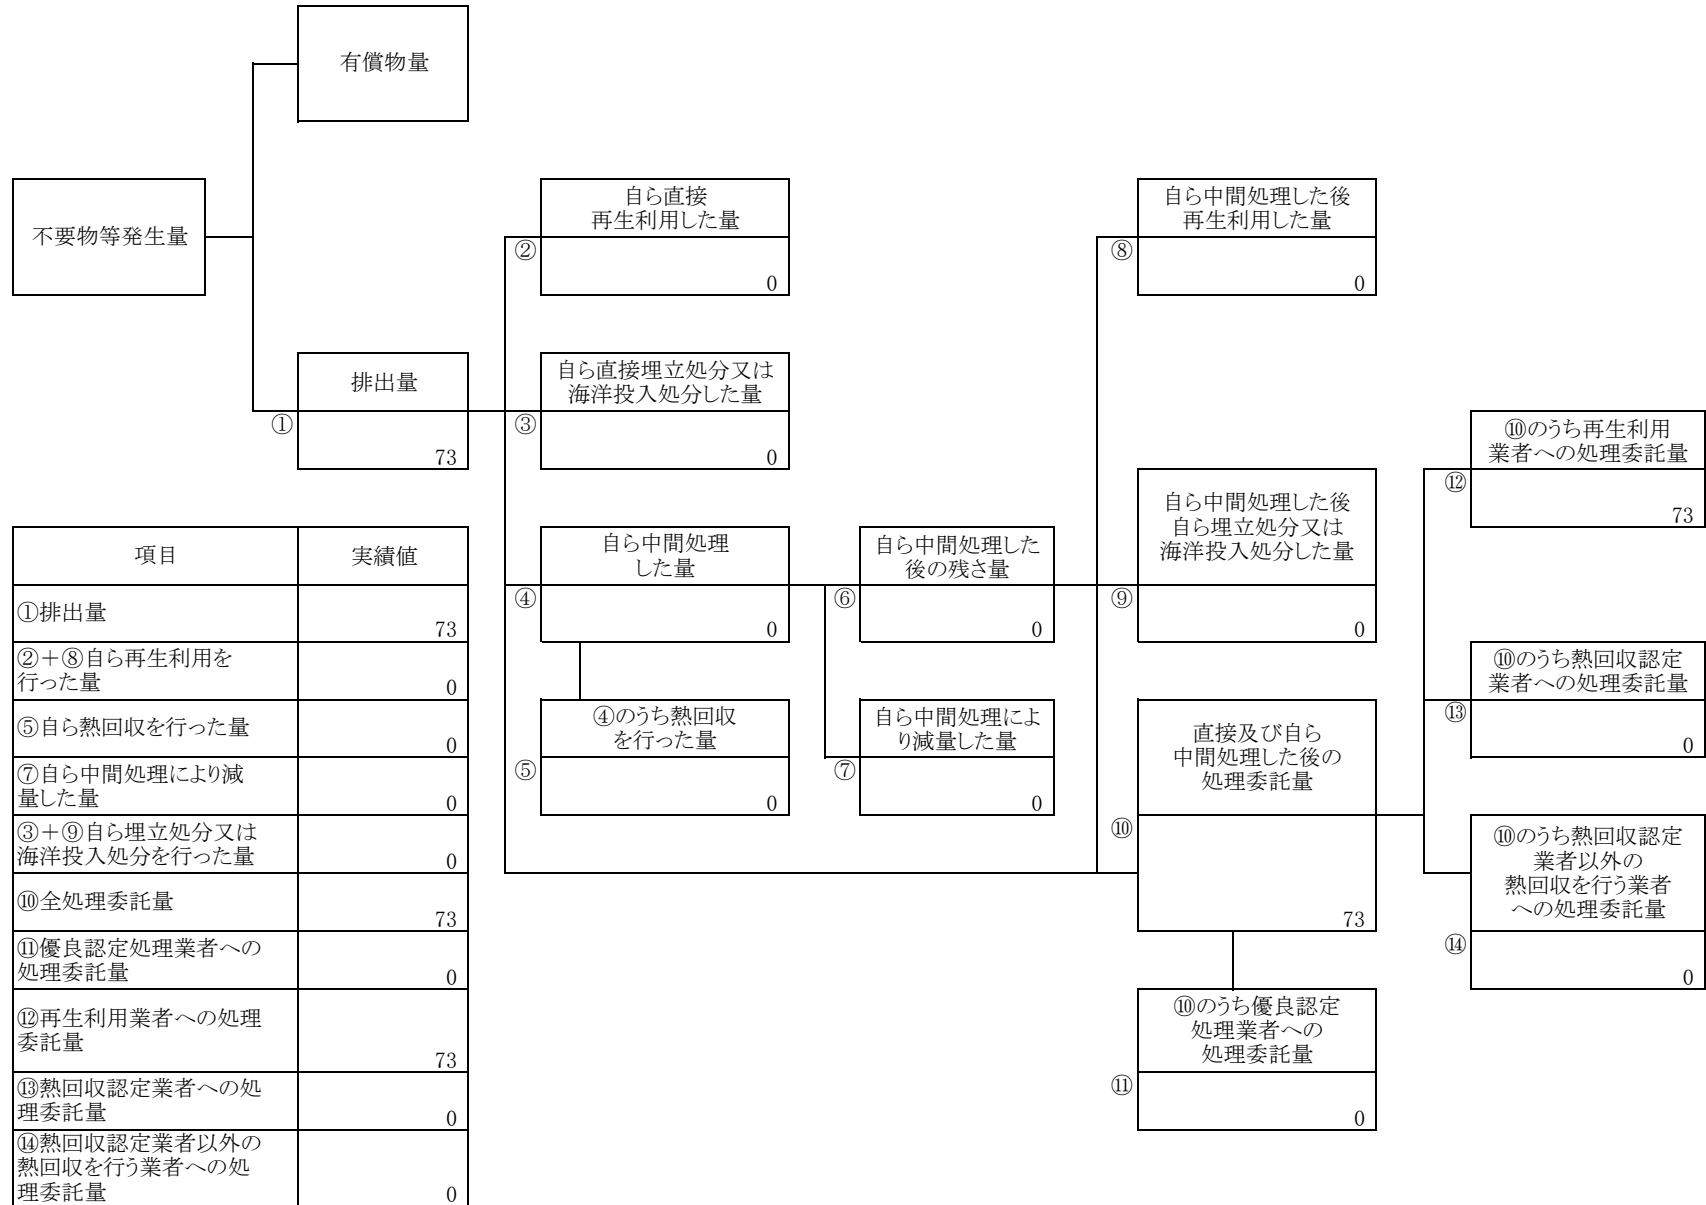 有償物量
不要物等発生量
自ら直接
再生利用した量
②
0
自ら中間処理した後
再生利用した量
⑧
0
排出量
①
73
自ら直接埋立処分又は
海洋投入処分した量
③
0
⑩のうち再生利用
業者への処理委託量
⑫
73
自ら中間処理した後
自ら埋立処分又は
海洋投入処分した量
⑨
0
自ら中間処理
した量
④
0
自ら中間処理した
後の残さ量
⑥
0
⑩のうち熱回収認定
業者への処理委託量
⑬
0
④のうち熱回収
を行った量
⑤
0
自ら中間処理によ
り減量した量
⑦
0
直接及び自ら
中間処理した後の
処理委託量
⑩
73
⑩のうち熱回収認定
業者以外の
熱回収を行う業者
への処理委託量
⑭
0
⑩のうち優良認定
処理業者への
処理委託量
⑪
0
項目 実績値
①排出量 73
②+⑧自ら再生利用を
行った量 0
⑤自ら熱回収を行った量 0
⑦自ら中間処理により減
量した量 0
③+⑨自ら埋立処分又は
海洋投入処分を行った量 0
⑩全処理委託量 73
⑪優良認定処理業者への
処理委託量 0
⑫再生利用業者への処理
委託量 73
⑬熱回収認定業者への処
理委託量 0
⑭熱回収認定業者以外の
熱回収を行う業者への処
理委託量 0